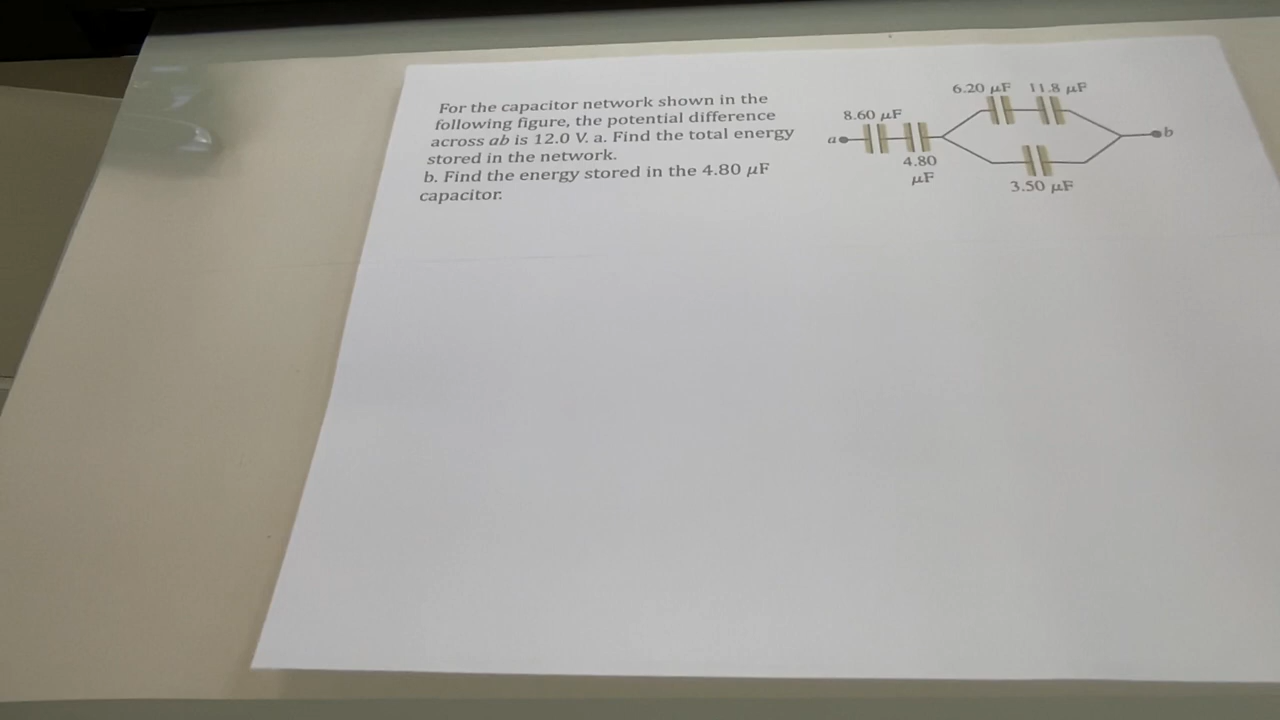 For the capacitor network shown in the
following figure, the potential difference
across ab is 12.0 V. a. Find the total energy
stored in the network.
b. Find the energy stored in the 4.80 μF
capacitor.
6.20 μF 11.8 μF
8.60 μF
a
b
4.80
μF
3.50 μF